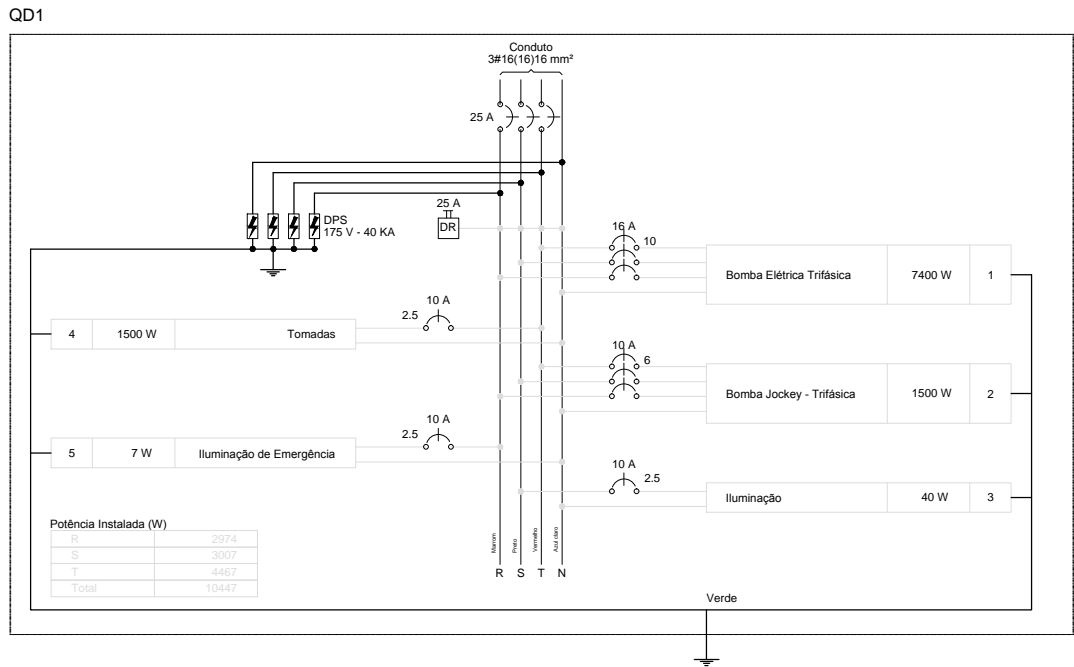 QD1
Conduto
3#16(16)16 mm²
25 A
DPS
175 V - 40 KA
25 A
DR
16 A
10
Bomba Elétrica Trifásica 7400 W 1
10 A
2.5
4 1500 W Tomadas
10 A
6
Bomba Jockey - Trifásica 1500 W 2
10 A
2.5
5 7 W Iluminação de Emergência
10 A
2.5
Iluminação 40 W 3
Potência Instalada (W)
R 2974
S 3007
T 4467
Total 10447
Marrom
Preto
Vermelho
Azul claro
R S T N
Verde